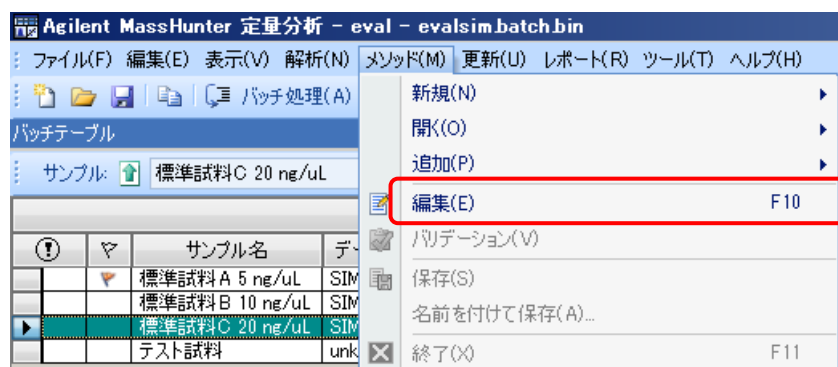 Agilent MassHunter 定量分析 - eval - evalsim.batch.bin
ファイル(F) 編集(E) 表示(V) 解析(N) メソッド(M) 更新(U) レポート(R) ツール(T) ヘルプ(H)
バッチ処理(A)
新規(N)
開く(O)
追加(P)
編集(E) F10
バリデーション(V)
保存(S)
名前を付けて保存(A)...
終了(X) F11
バッチテーブル
サンプル: 標準試料C 20 ng/uL
サンプル名
標準試料A 5 ng/uL SIM
標準試料B 10 ng/uL SIM
標準試料C 20 ng/uL SIM
テスト試料 unk